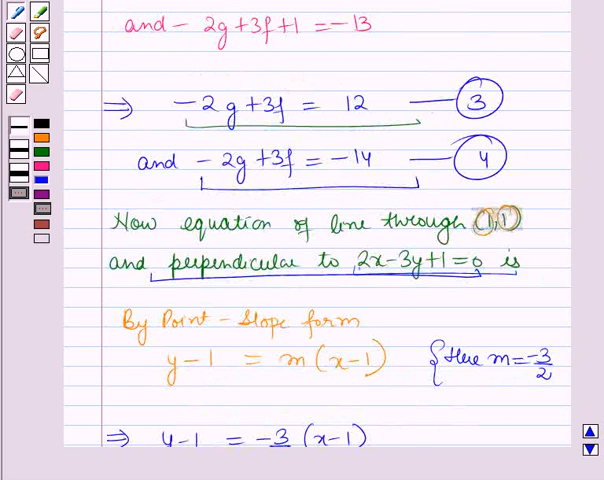 and - 2g+3f+1 = -13
⇒ -2g+3f = 12 — 3
and -2g+3f = -14 — 4
Now equation of line through (1,1)
and perpendicular to 2x-3y+1=0 is
By Point-Slope form
y-1 = m(x-1) {Here m=-3/2
⇒ y-1 = -3 (x-1)